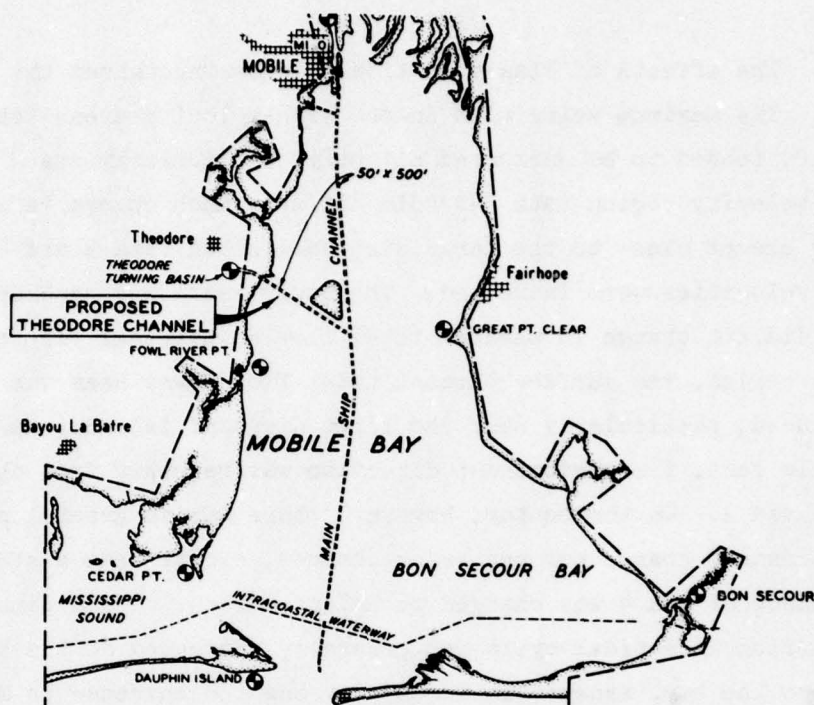 MOBILE
50' X 500'
CHANNEL
Theodore
THEODORE
TURNING BASIN
Fairhope
PROPOSED
THEODORE CHANNEL
GREAT PT. CLEAR
FOWL RIVER PT.
SHIP
Bayou La Batre
MOBILE BAY
MAIN
CEDAR PT.
BON SECOUR BAY
BON SECOUR
MISSISSIPPI
SOUND
INTRACOASTAL WATERWAY
DAUPHIN ISLAND